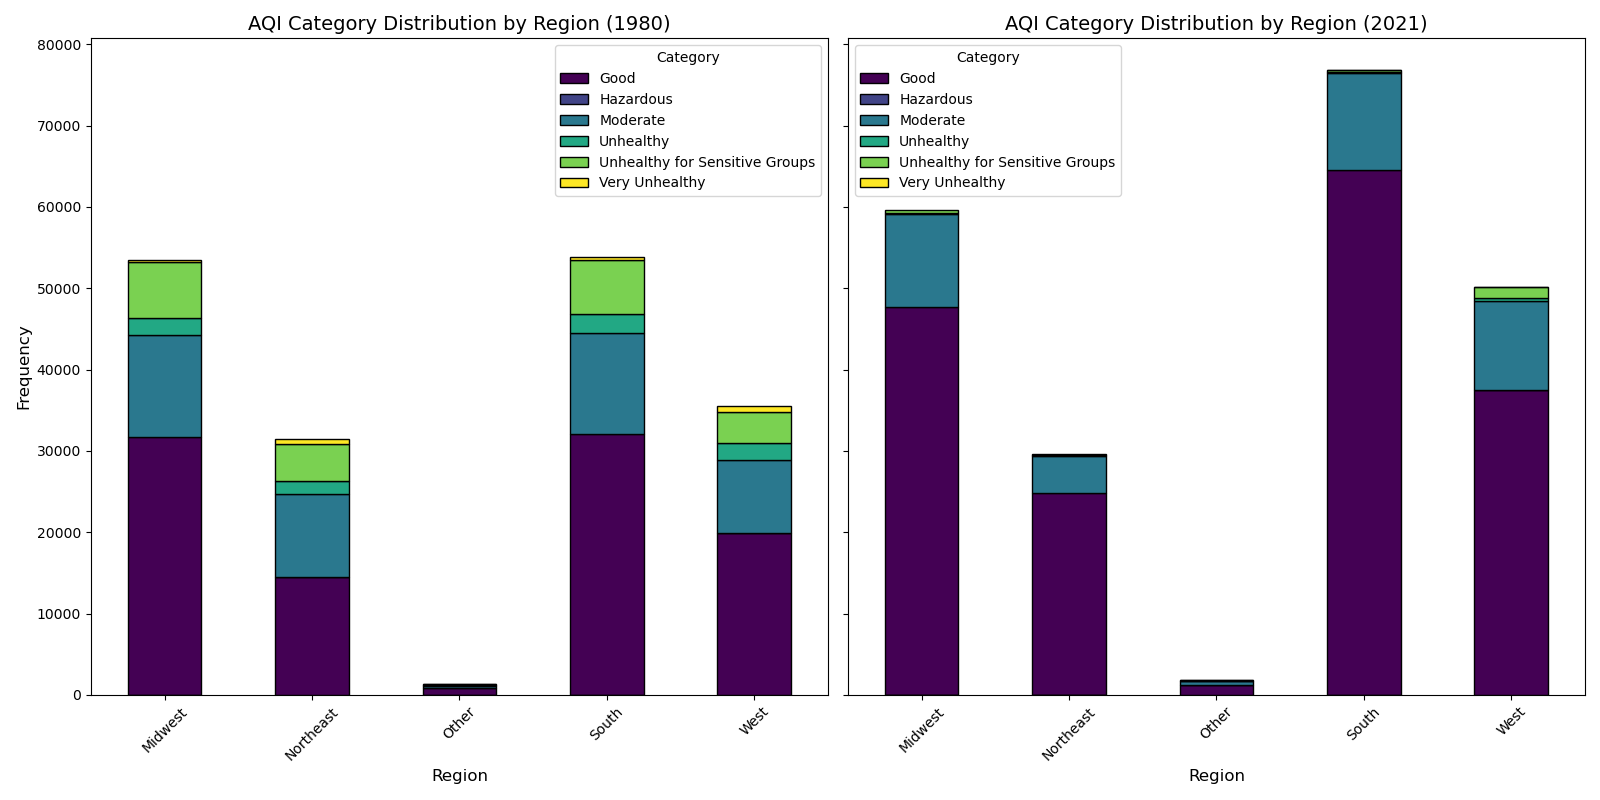 AQI Category Distribution by Region (1980)
80000
70000
60000
50000
40000
30000
20000
10000
0
Frequency
Category
Good
Hazardous
Moderate
Unhealthy
Unhealthy for Sensitive Groups
Very Unhealthy
Midwest
Northeast
Other
South
West
Region
AQI Category Distribution by Region (2021)
Category
Good
Hazardous
Moderate
Unhealthy
Unhealthy for Sensitive Groups
Very Unhealthy
Midwest
Northeast
Other
South
West
Region